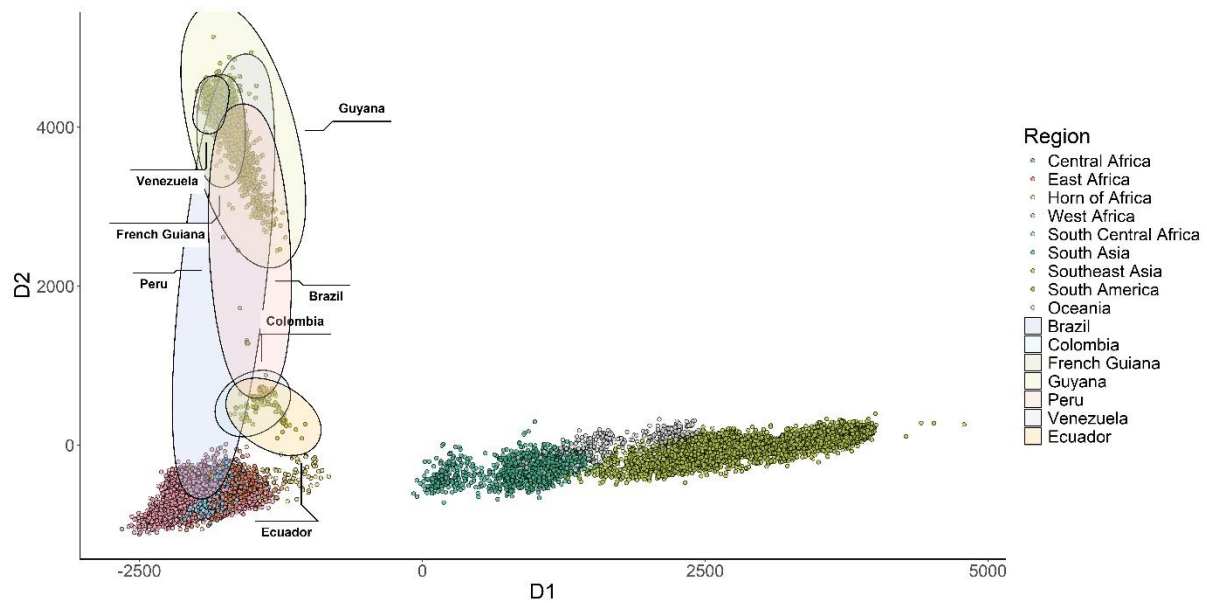 Guyana
4000
Venezuela
French Guiana
Peru
Brazil
Colombia
2000
D2
0
Ecuador
-2500
0
2500
5000
D1
Region
Central Africa
East Africa
Horn of Africa
West Africa
South Central Africa
South Asia
Southeast Asia
South America
Oceania
Brazil
Colombia
French Guiana
Guyana
Peru
Venezuela
Ecuador